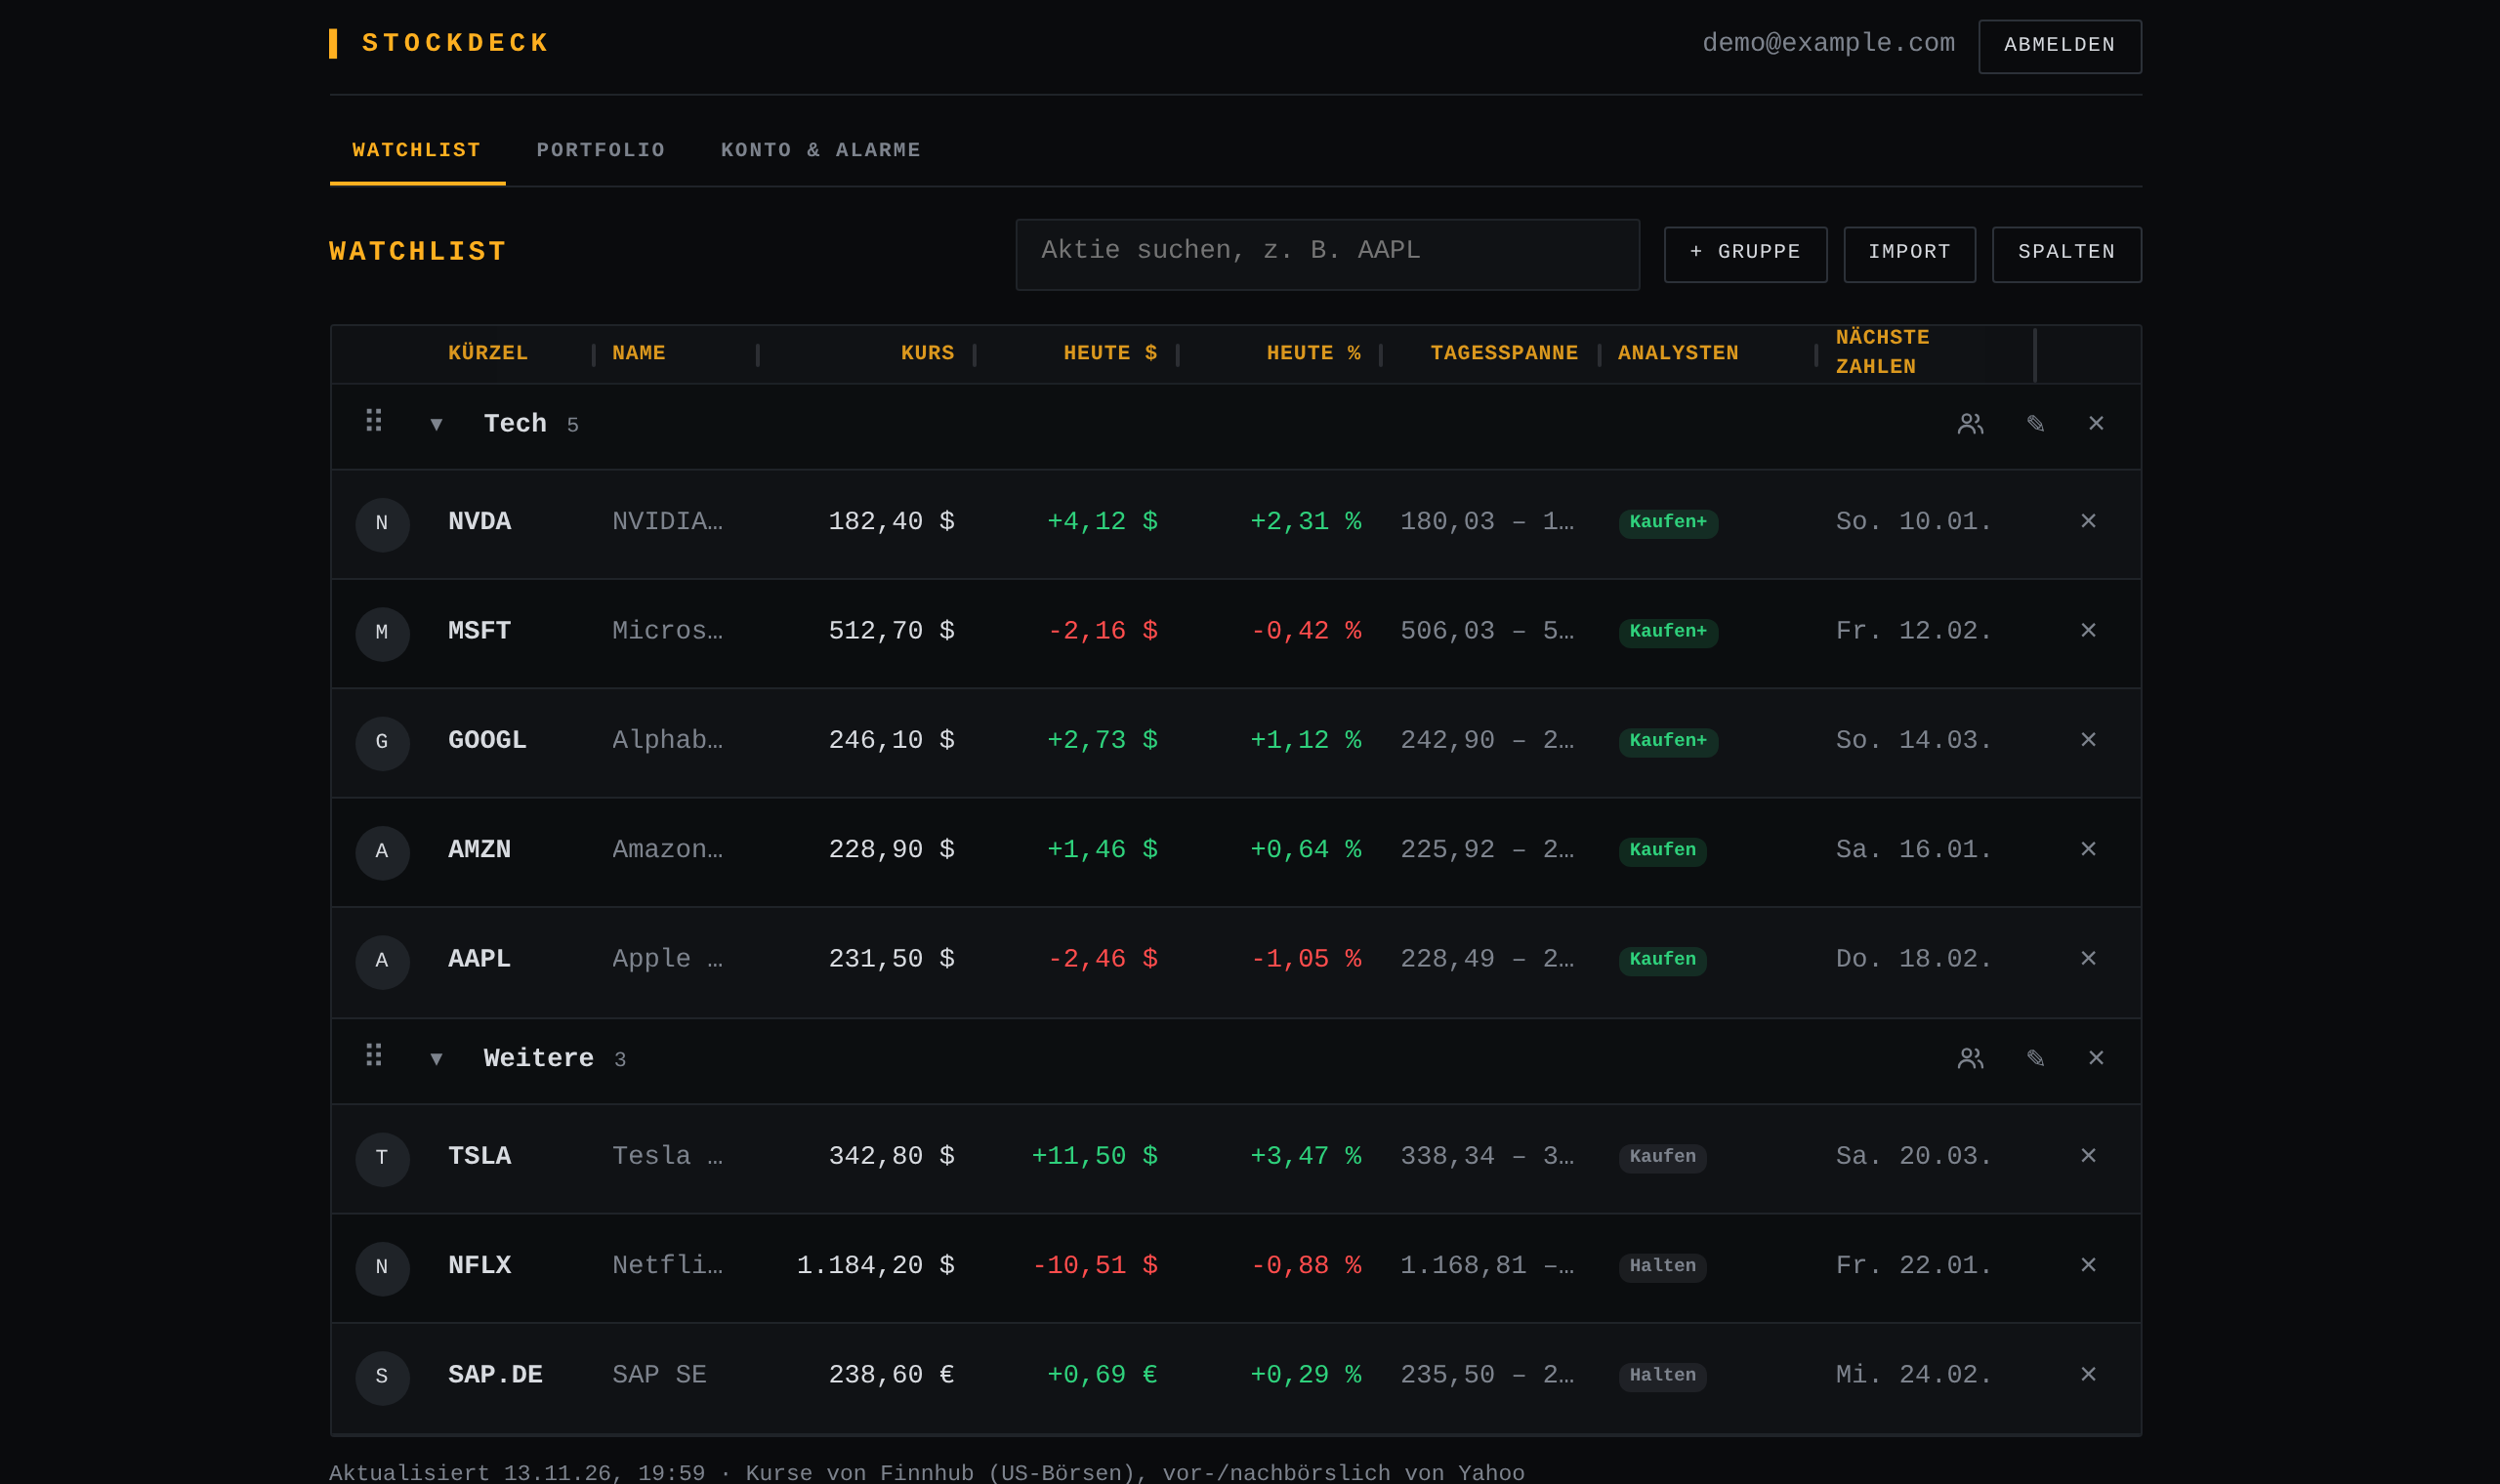 STOCKDECK demo@example.com ABMELDEN
WATCHLIST PORTFOLIO KONTO & ALARME
WATCHLIST Aktie suchen, z. B. AAPL + GRUPPE IMPORT SPALTEN
KÜRZEL NAME KURS HEUTE $ HEUTE % TAGESSPANNE ANALYSTEN NÄCHSTE ZAHLEN
Tech 5
N NVDA NVIDIA… 182,40 $ +4,12 $ +2,31 % 180,03 – 1… Kaufen+ So. 10.01. ×
M MSFT Micros… 512,70 $ -2,16 $ -0,42 % 506,03 – 5… Kaufen+ Fr. 12.02. ×
G GOOGL Alphab… 246,10 $ +2,73 $ +1,12 % 242,90 – 2… Kaufen+ So. 14.03. ×
A AMZN Amazon… 228,90 $ +1,46 $ +0,64 % 225,92 – 2… Kaufen Sa. 16.01. ×
A AAPL Apple … 231,50 $ -2,46 $ -1,05 % 228,49 – 2… Kaufen Do. 18.02. ×
Weitere 3
T TSLA Tesla … 342,80 $ +11,50 $ +3,47 % 338,34 – 3… Kaufen Sa. 20.03. ×
N NFLX Netfli… 1.184,20 $ -10,51 $ -0,88 % 1.168,81 –… Halten Fr. 22.01. ×
S SAP.DE SAP SE 238,60 € +0,69 € +0,29 % 235,50 – 2… Halten Mi. 24.02. ×
Aktualisiert 13.11.26, 19:59 · Kurse von Finnhub (US-Börsen), vor-/nachbörslich von Yahoo